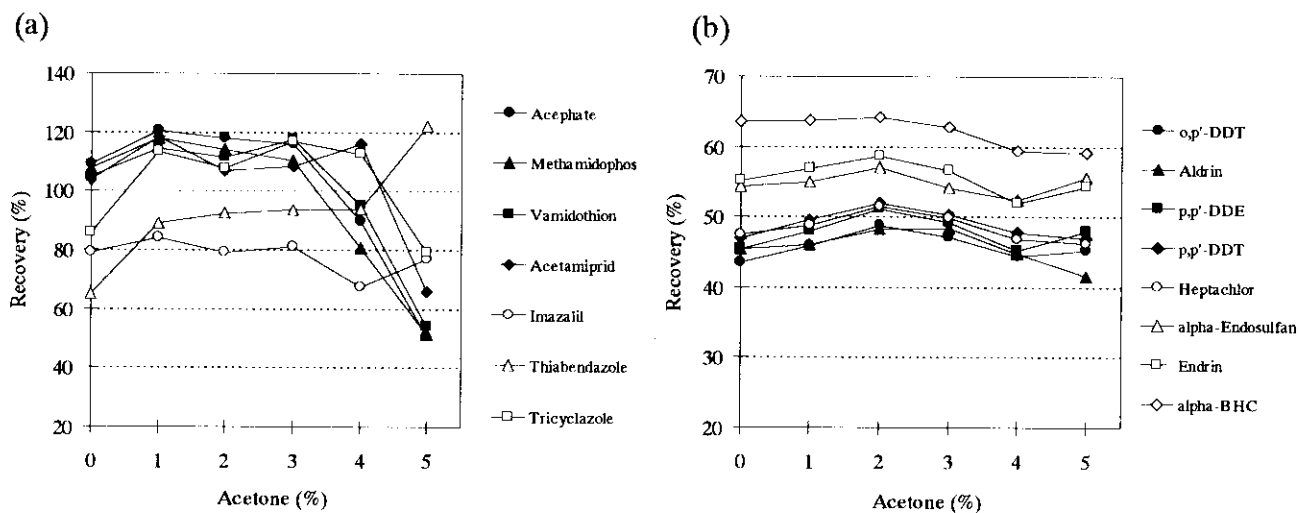 (a)
Recovery (%)
140
120
100
80
60
40
20
0 1 2 3 4 5
Acetone (%)
Acephate
Methamidophos
Vamidothion
Acetamiprid
Imazalil
Thiabendazole
Tricyclazole
(b)
Recovery (%)
70
60
50
40
30
20
0 1 2 3 4 5
Acetone (%)
o,p'-DDT
Aldrin
p,p'-DDE
p,p'-DDT
Heptachlor
alpha-Endosulfan
Endrin
alpha-BHC